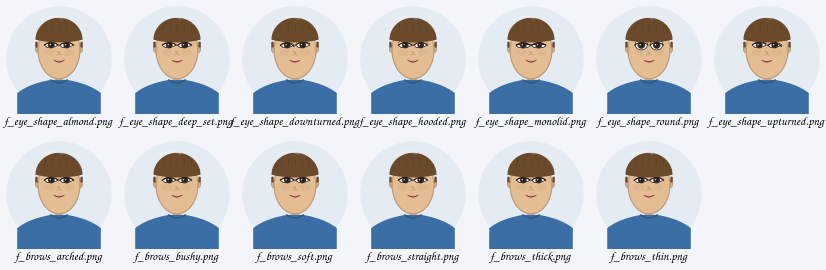 f_eye_shape_almond.png f_eye_shape_deep_set.png f_eye_shape_downturned.png f_eye_shape_hooded.png f_eye_shape_monolid.png f_eye_shape_round.png f_eye_shape_upturned.png
f_brows_arched.png f_brows_bushy.png f_brows_soft.png f_brows_straight.png f_brows_thick.png f_brows_thin.png